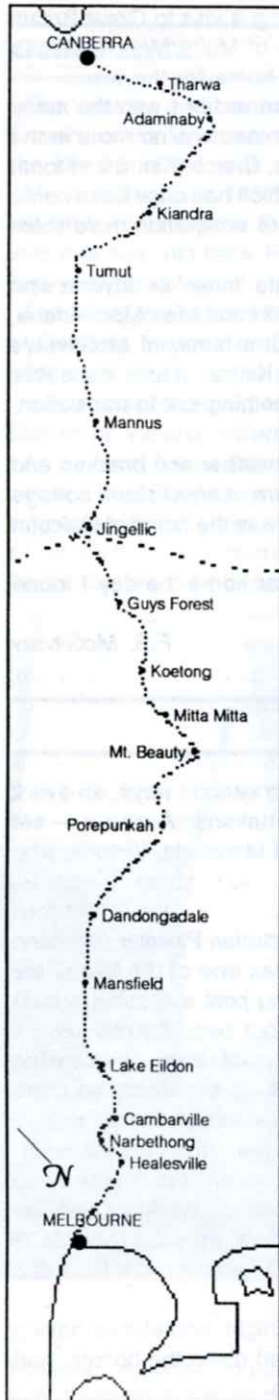 CANBERRA
Tharwa
Adaminaby
Kiandra
Tumut
Mannus
Jingellic
Guys Forest
Koetong
Mitta Mitta
Mt. Beauty
Porepunkah
Dandongadale
Mansfield
Lake Eildon
Cambarville
Narbethong
Healesville
N
MELBOURNE